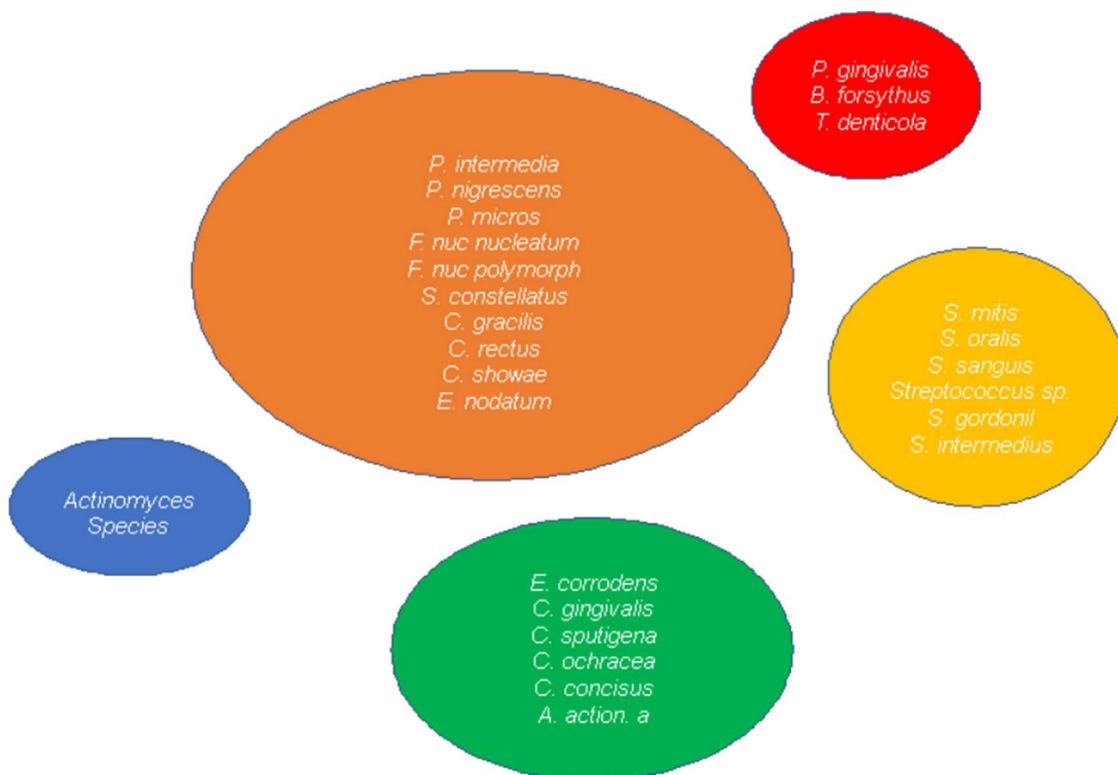 P. gingivalis
B. forsythus
T. denticola
P. intermedia
P. nigrescens
P. micros
F. nuc nucleatum
F. nuc polymorph
S. constellatus
C. gracilis
C. rectus
C. showae
E. nodatum
S. mitis
S. oralis
S. sanguis
Streptococcus sp.
S. gordonil
S. intermedius
Actinomyces
Species
E. corrodens
C. gingivalis
C. sputigena
C. ochracea
C. concisus
A. action. a